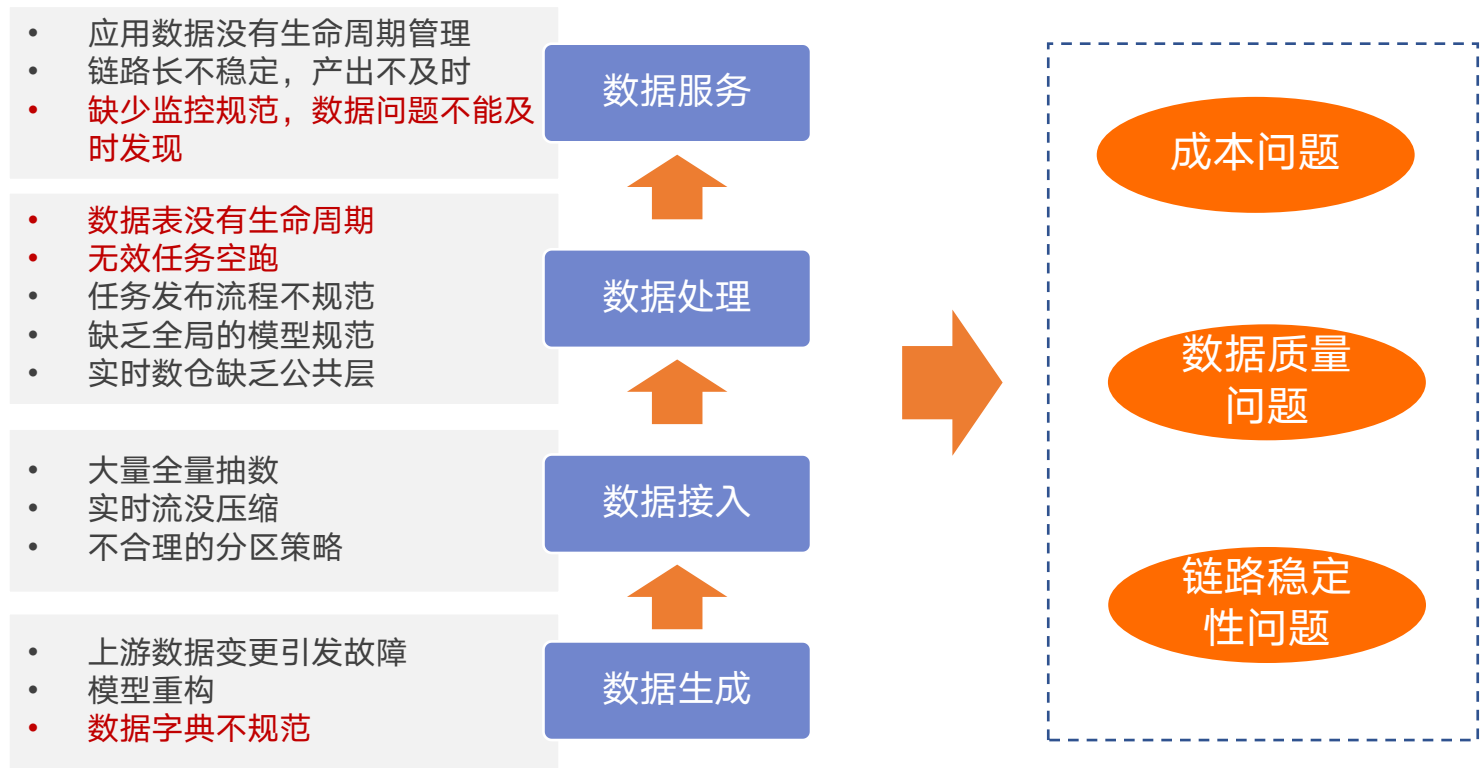 • 应用数据没有生命周期管理
• 链路长不稳定，产出不及时
• 缺少监控规范，数据问题不能及
时发现
数据服务
• 数据表没有生命周期
• 无效任务空跑
• 任务发布流程不规范
• 缺乏全局的模型规范
• 实时数仓缺乏公共层
数据处理
• 大量全量抽数
• 实时流没压缩
• 不合理的分区策略
数据接入
• 上游数据变更引发故障
• 模型重构
• 数据字典不规范
数据生成
成本问题
数据质量
问题
链路稳定
性问题